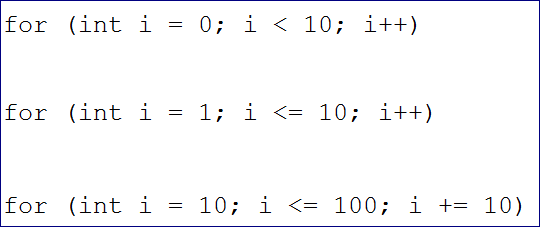 for (int i = 0; i < 10; i++)
for (int i = 1; i <= 10; i++)
for (int i = 10; i <= 100; i += 10)